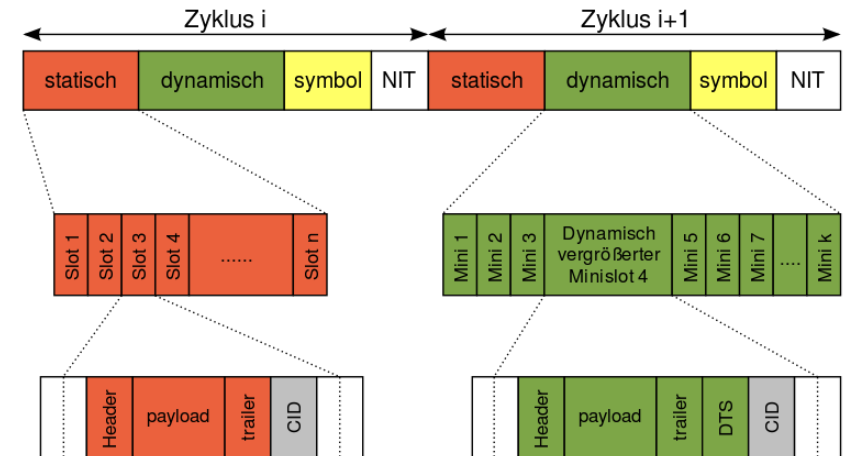 Zyklus i
Zyklus i+1
statisch
dynamisch
symbol
NIT
statisch
dynamisch
symbol
NIT
Slot 1
Slot 2
Slot 3
Slot 4
......
Slot n
Mini 1
Mini 2
Mini 3
Dynamisch
vergrößerter
Minislot 4
Mini 5
Mini 6
Mini 7
....
Mini k
Header
payload
trailer
CID
Header
payload
trailer
DTS
CID